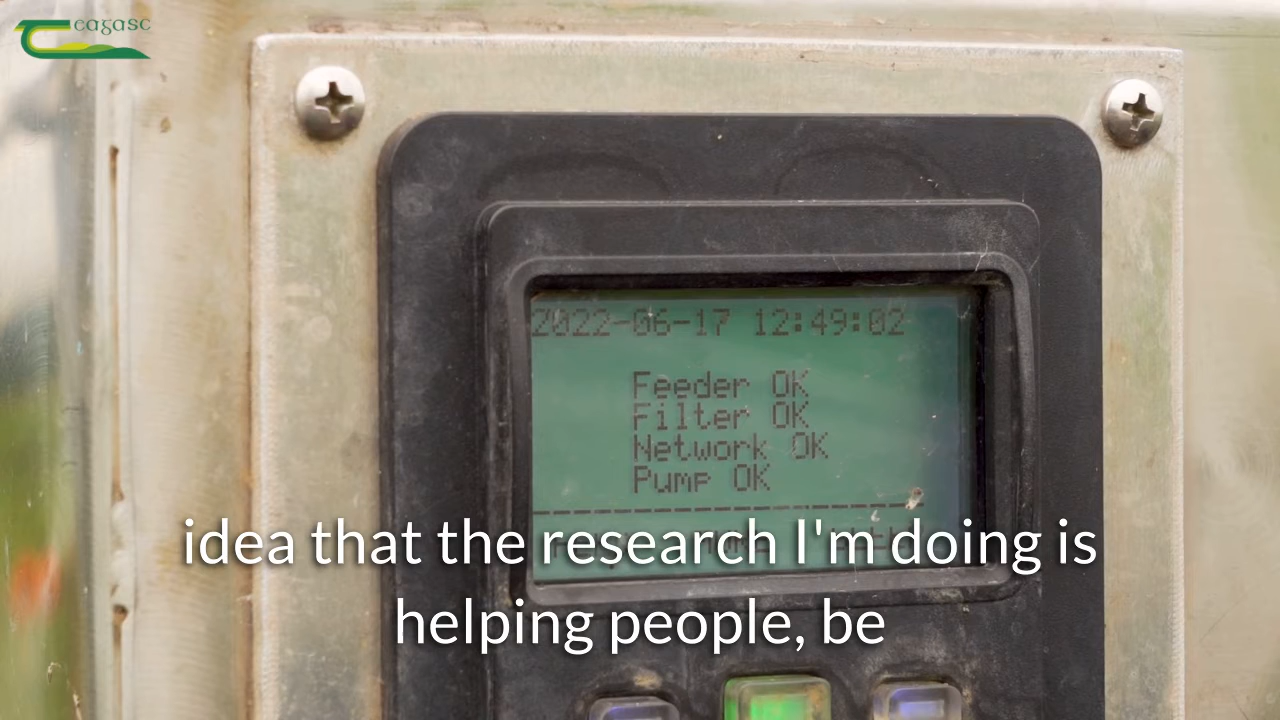 Teagasc
2022-06-17 12:49:02
Feeder OK
Filter OK
Network OK
Pump OK
idea that the research I'm doing is
helping people, be